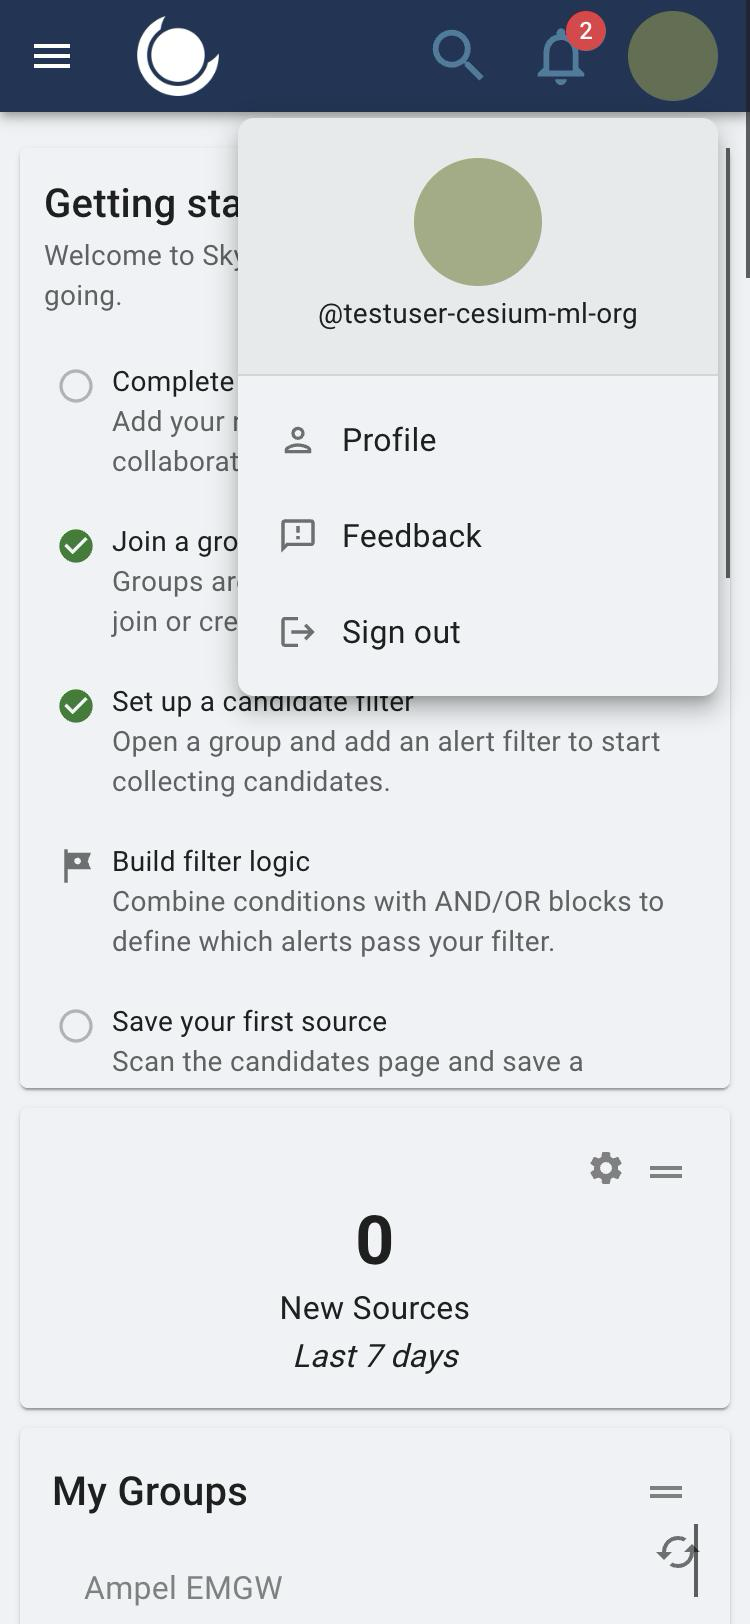 2
@testuser-cesium-ml-org
Profile
Feedback
Sign out
Getting sta
Welcome to Sky
going.
Complete
Add your
collaborat
Join a gro
Groups are
join or cre
Set up a candidate filter
Open a group and add an alert filter to start
collecting candidates.
Build filter logic
Combine conditions with AND/OR blocks to
define which alerts pass your filter.
Save your first source
Scan the candidates page and save a
0
New Sources
Last 7 days
My Groups
Ampel EMGW